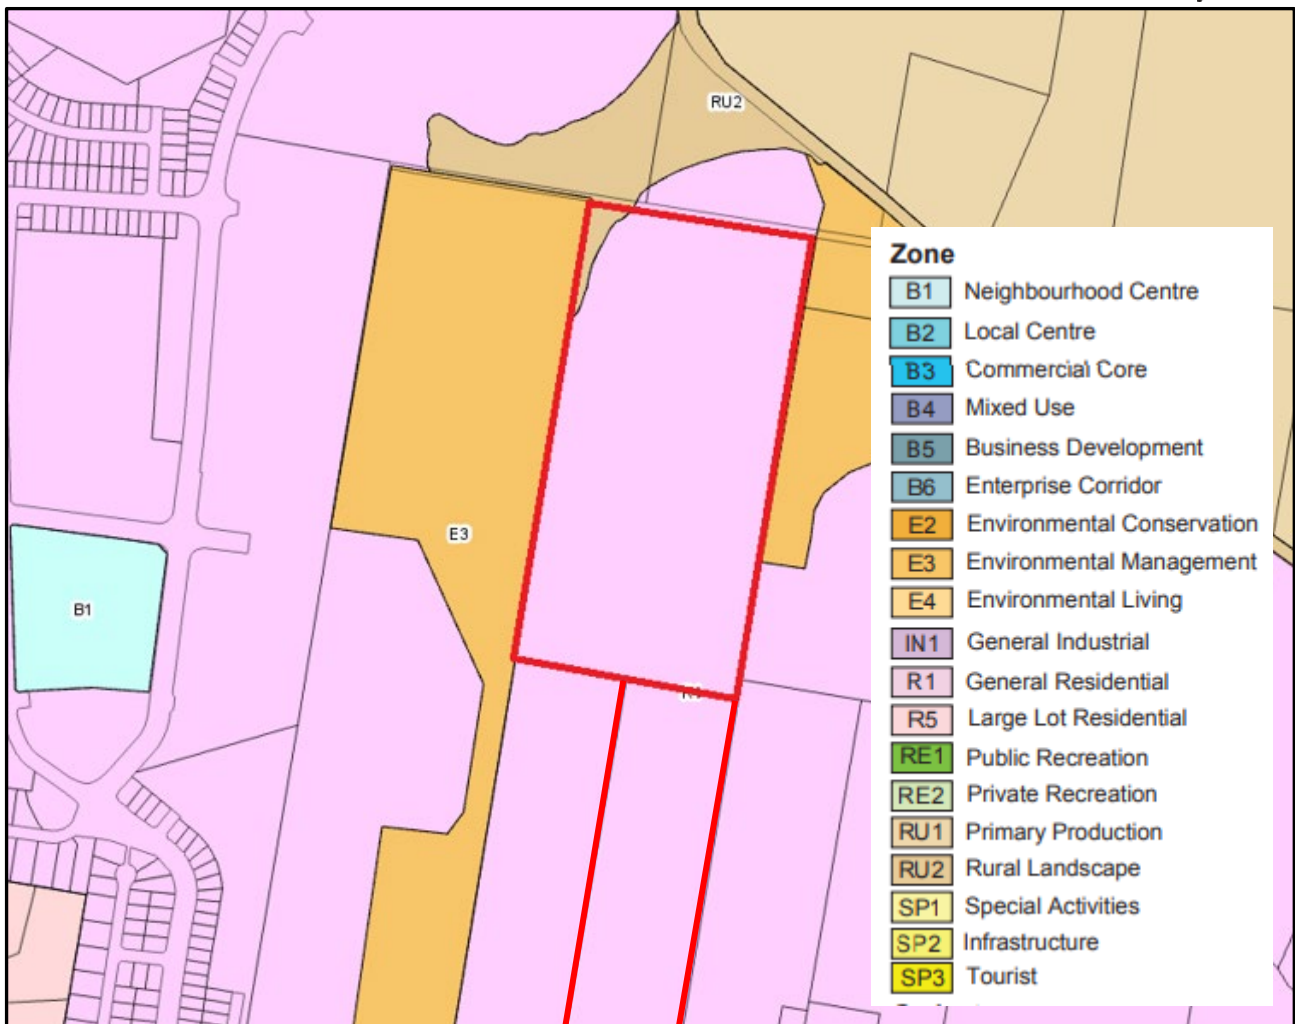 RU2
E3
B1
R1
Zone
B1 Neighbourhood Centre
B2 Local Centre
B3 Commercial Core
B4 Mixed Use
B5 Business Development
B6 Enterprise Corridor
E2 Environmental Conservation
E3 Environmental Management
E4 Environmental Living
IN1 General Industrial
R1 General Residential
R5 Large Lot Residential
RE1 Public Recreation
RE2 Private Recreation
RU1 Primary Production
RU2 Rural Landscape
SP1 Special Activities
SP2 Infrastructure
SP3 Tourist